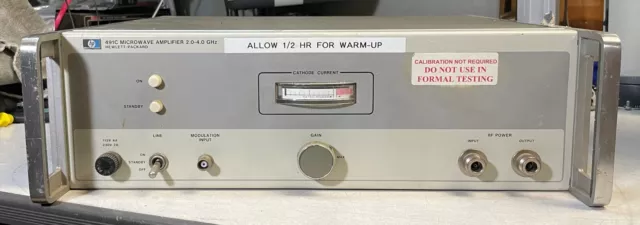 hp
491C MICROWAVE AMPLIFIER 2.0-4.0 GHz
HEWLETT-PACKARD
ALLOW 1/2 HR FOR WARM-UP
CALIBRATION NOT REQUIRED
DO NOT USE IN
FORMAL TESTING
CATHODE CURRENT
ON
STANDBY
LINE
ON
STANDBY
OFF
MODULATION
INPUT
GAIN
MAX
RF POWER
INPUT
OUTPUT